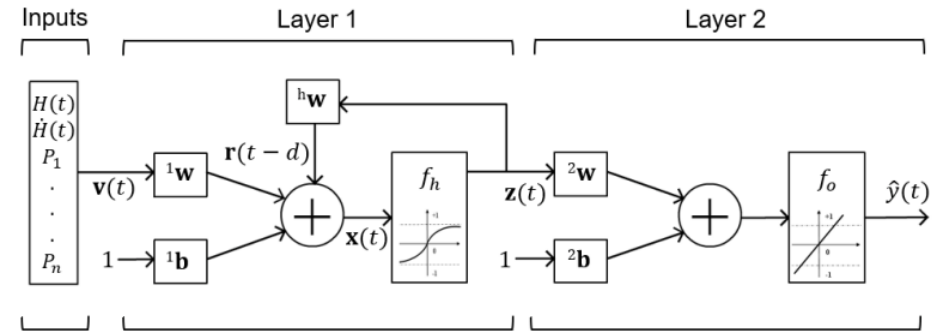 Inputs
Layer 1
Layer 2
H(t)
Ḣ(t)
P₁
.
.
.
Pₙ
v(t)
¹w
1
¹b
ʰw
r(t − d)
+
x(t)
fₕ
+1
0
-1
z(t)
²w
1
²b
+
fₒ
+1
0
-1
ŷ(t)